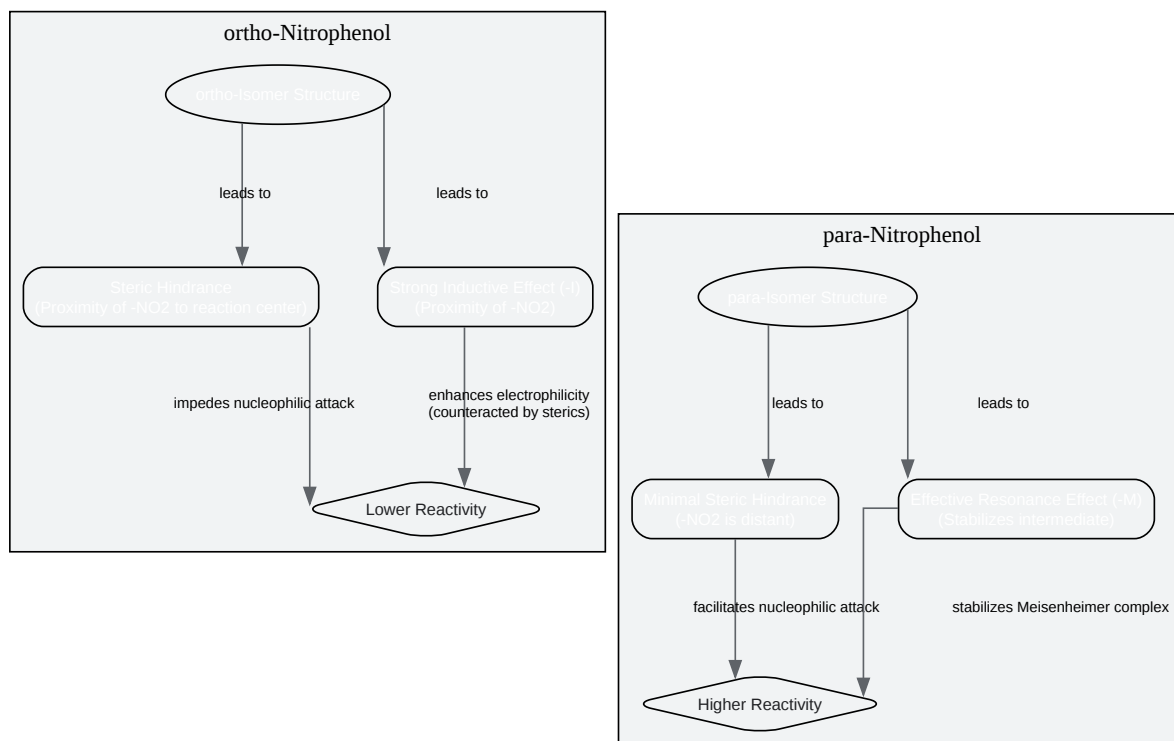 ortho-Nitrophenol
ortho-Isomer Structure
leads to
leads to
Steric Hindrance
(Proximity of -NO2 to reaction center)
Strong Inductive Effect (-I)
(Proximity of -NO2)
impedes nucleophilic attack
enhances electrophilicity
(counteracted by sterics)
Lower Reactivity
para-Nitrophenol
para-Isomer Structure
leads to
leads to
Minimal Steric Hindrance
(-NO2 is distant)
Effective Resonance Effect (-M)
(Stabilizes intermediate)
facilitates nucleophilic attack
stabilizes Meisenheimer complex
Higher Reactivity